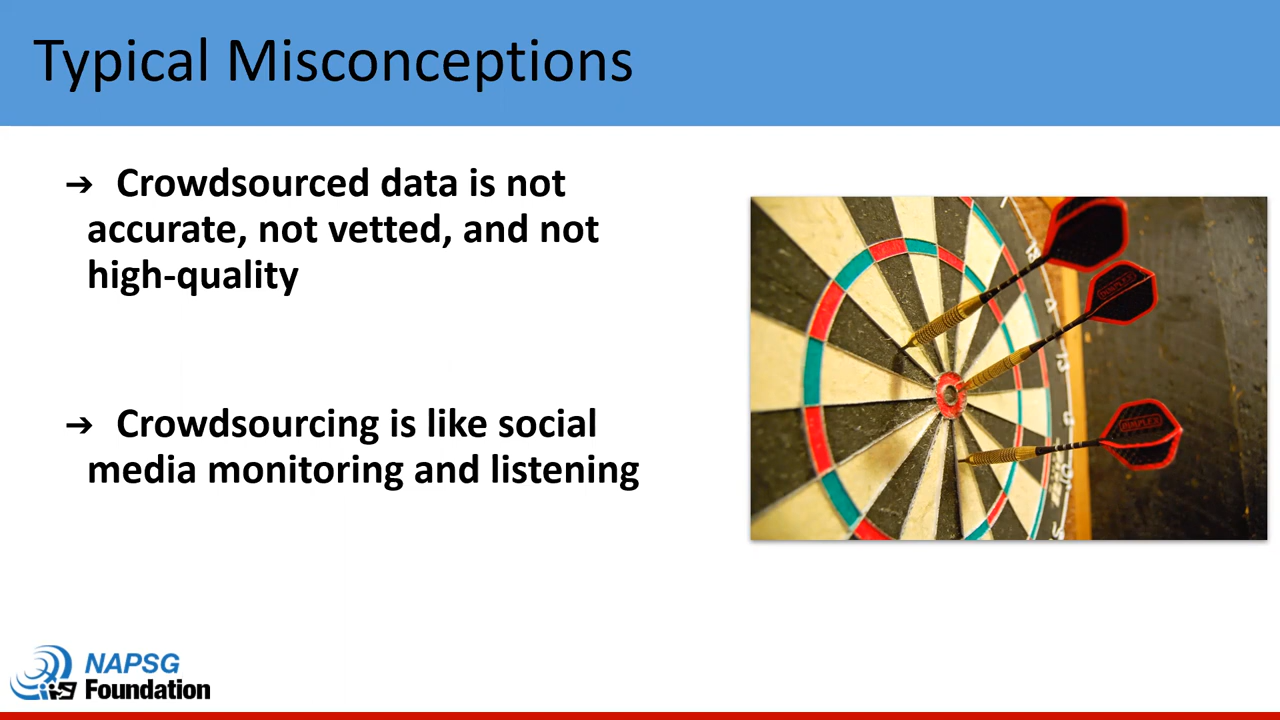 Typical Misconceptions
➔ Crowdsourced data is not
accurate, not vetted, and not
high-quality
➔ Crowdsourcing is like social
media monitoring and listening
NAPSG
Foundation